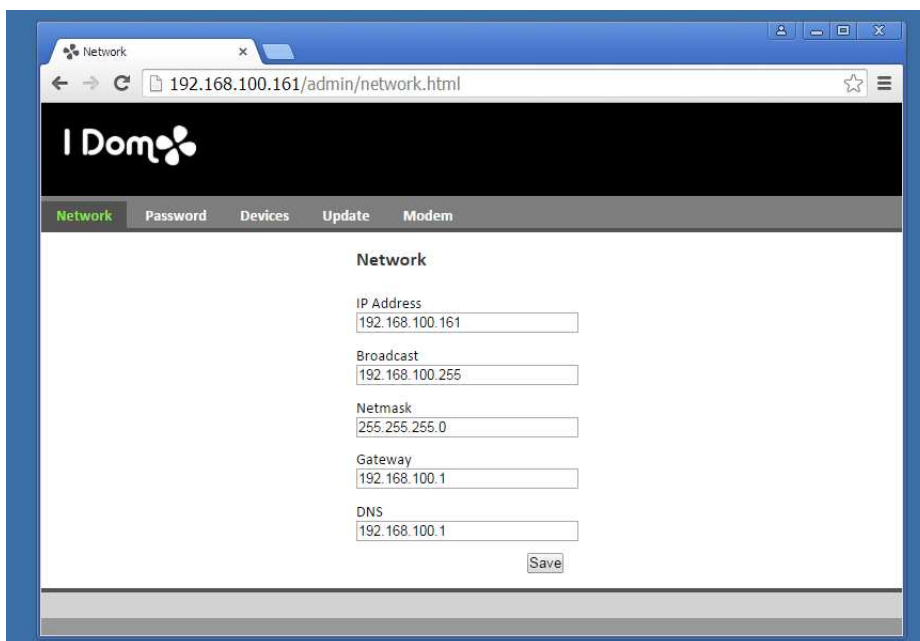 Network
192.168.100.161/admin/network.html
I Dom
Network Password Devices Update Modem
Network
IP Address
192.168.100.161
Broadcast
192.168.100.255
Netmask
255.255.255.0
Gateway
192.168.100.1
DNS
192.168.100.1
Save